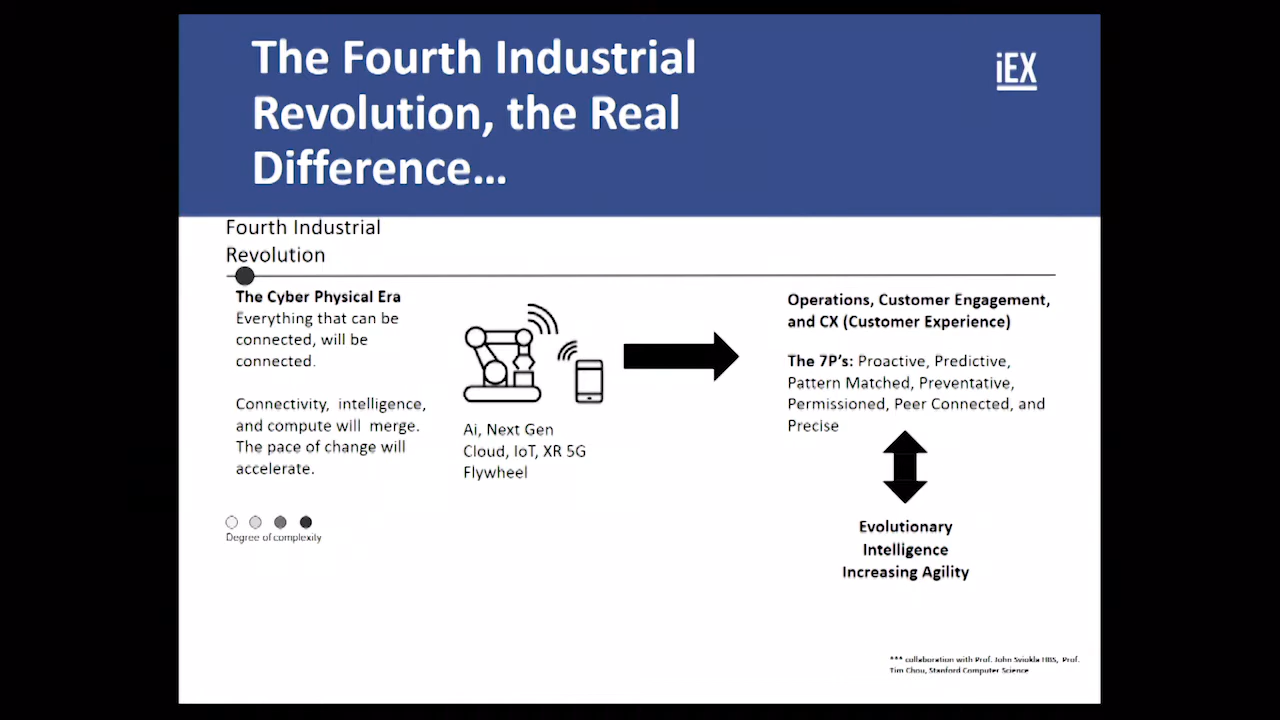 The Fourth Industrial
Revolution, the Real
Difference...
iEX
Fourth Industrial
Revolution
The Cyber Physical Era
Everything that can be
connected, will be
connected.
Connectivity, intelligence,
and compute will merge.
The pace of change will
accelerate.
Degree of complexity
Ai, Next Gen
Cloud, IoT, XR 5G
Flywheel
Operations, Customer Engagement,
and CX (Customer Experience)
The 7P's: Proactive, Predictive,
Pattern Matched, Preventative,
Permissioned, Peer Connected, and
Precise
Evolutionary
Intelligence
Increasing Agility
*** collaboration with Prof. John Sviokla HBS, Prof.
Tim Chou, Stanford Computer Science